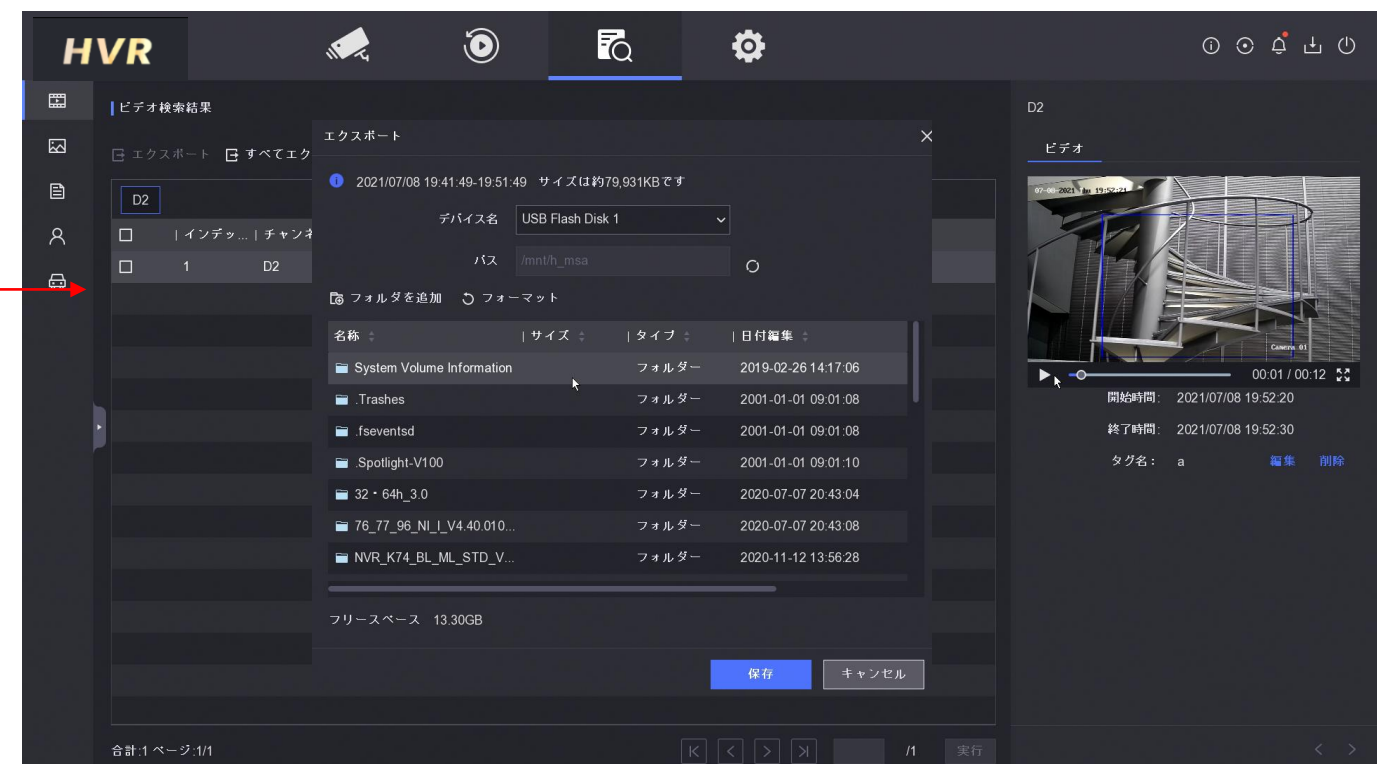 HVR
ビデオ検索結果
エクスポート すべてエク
D2
インデッ... | チャンネ
1 D2
エクスポート
2021/07/08 19:41:49-19:51:49 サイズは約79,931KBです
デバイス名 USB Flash Disk 1
パス /mnt/h_msa
フォルダを追加 フォーマット
名称 | サイズ | タイプ | 日付編集
System Volume Information フォルダー 2019-02-26 14:17:06
.Trashes フォルダー 2001-01-01 09:01:08
.fseventsd フォルダー 2001-01-01 09:01:08
.Spotlight-V100 フォルダー 2001-01-01 09:01:10
32・64h_3.0 フォルダー 2020-07-07 20:43:04
76_77_96_NI_I_V4.40.010... フォルダー 2020-07-07 20:43:08
NVR_K74_BL_ML_STD_V... フォルダー 2020-11-12 13:56:28
フリースペース 13.30GB
保存 キャンセル
合計:1 ページ:1/1
/1 実行
D2
ビデオ
07-08-2021 19:52:21
Camera 01
00:01 / 00:12
開始時間: 2021/07/08 19:52:20
終了時間: 2021/07/08 19:52:30
タグ名: a 編集 削除